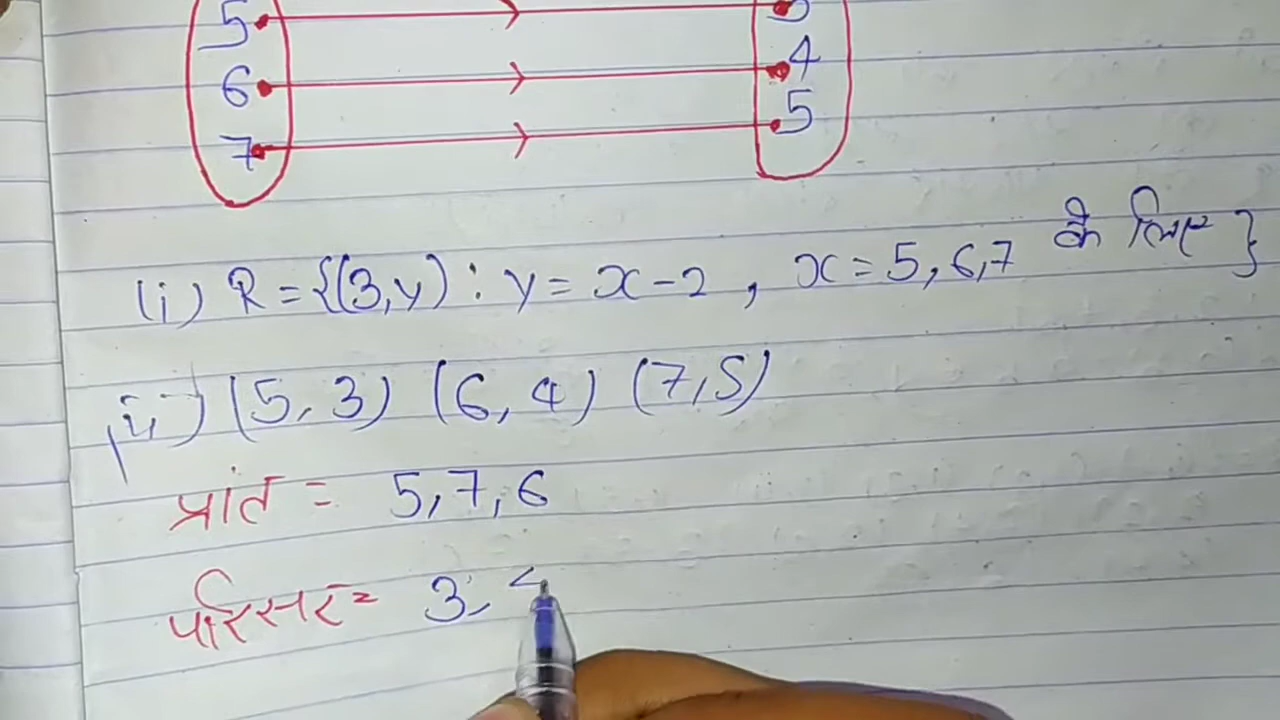 5 3
6 4
7 5
(i) R = {(3,y) : y = x-2 , x = 5,6,7 के लिए }
ii) (5,3) (6,4) (7,5)
प्रांत = 5,7,6
परिसर = 3, 4